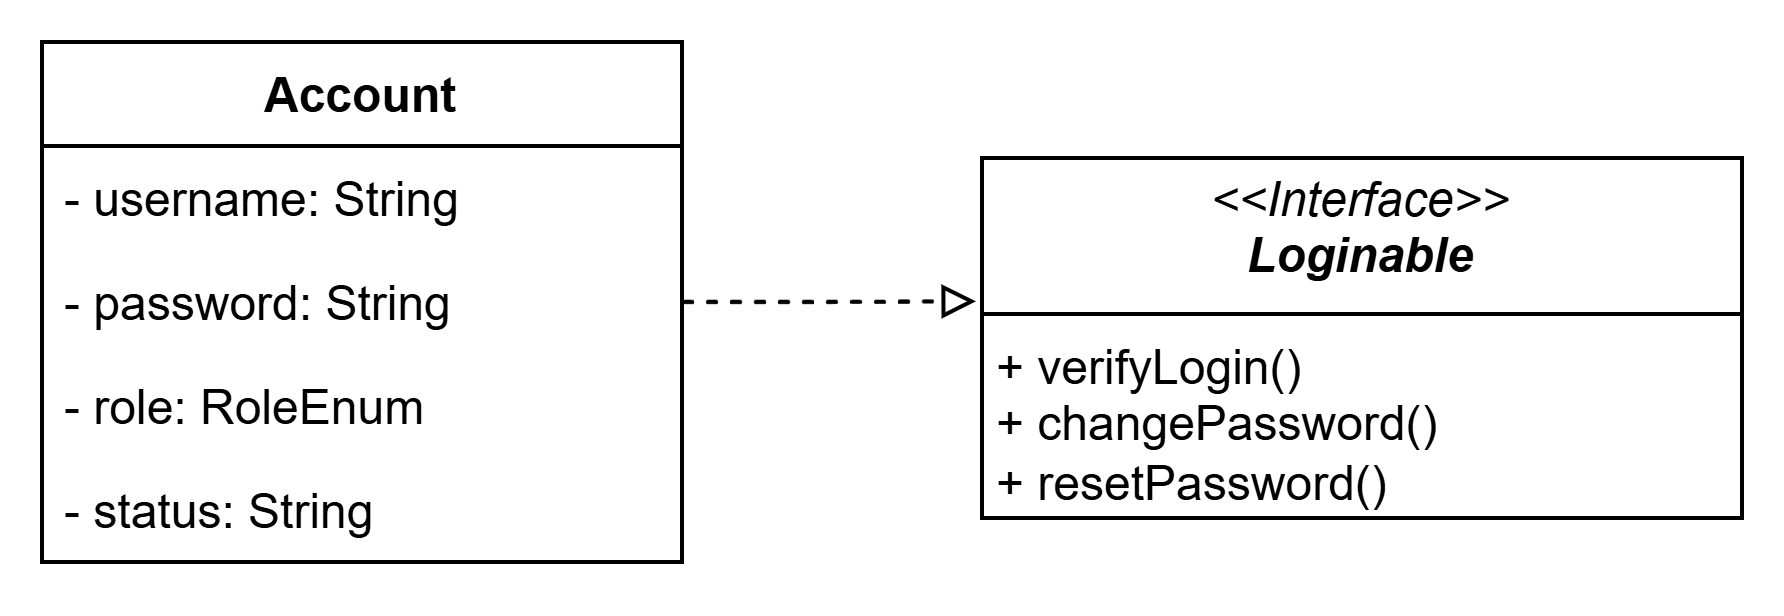 Account
- username: String
- password: String
- role: RoleEnum
- status: String
<<Interface>>
Loginable
+ verifyLogin()
+ changePassword()
+ resetPassword()